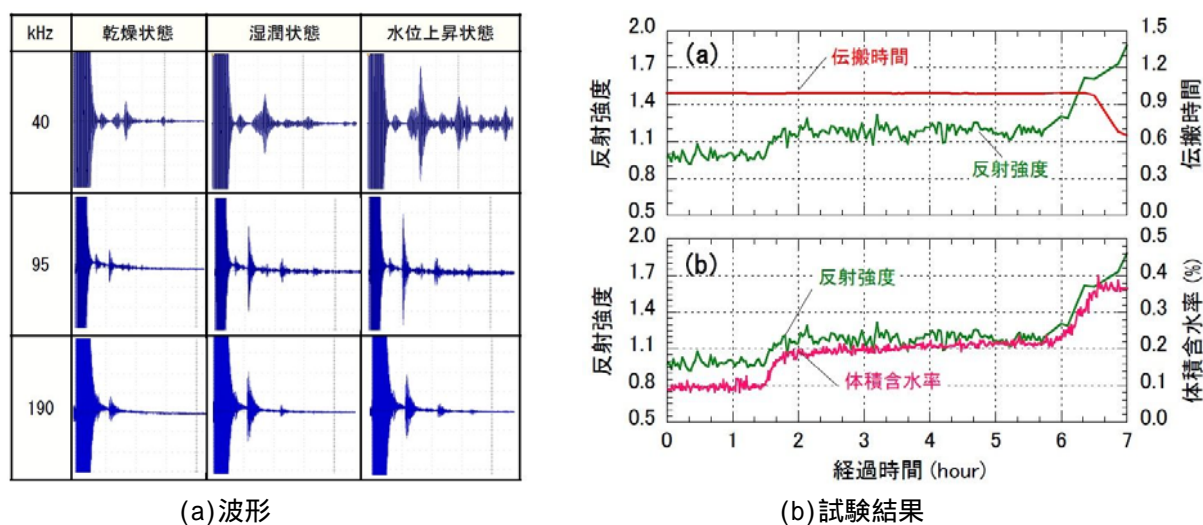 kHz 乾燥状態 湿潤状態 水位上昇状態
40
95
190
(a)波形
2.0 1.7 1.4 1.1 0.8 0.5
反射強度
(a)
伝搬時間
反射強度
1.5 1.2 0.9 0.6 0.3 0.0
伝搬時間
2.0 1.7 1.4 1.1 0.8 0.5
反射強度
(b)
反射強度
体積含水率
0.5 0.4 0.3 0.2 0.1 0.0
体積含水率(%)
0 1 2 3 4 5 6 7
経過時間(hour)
(b)試験結果